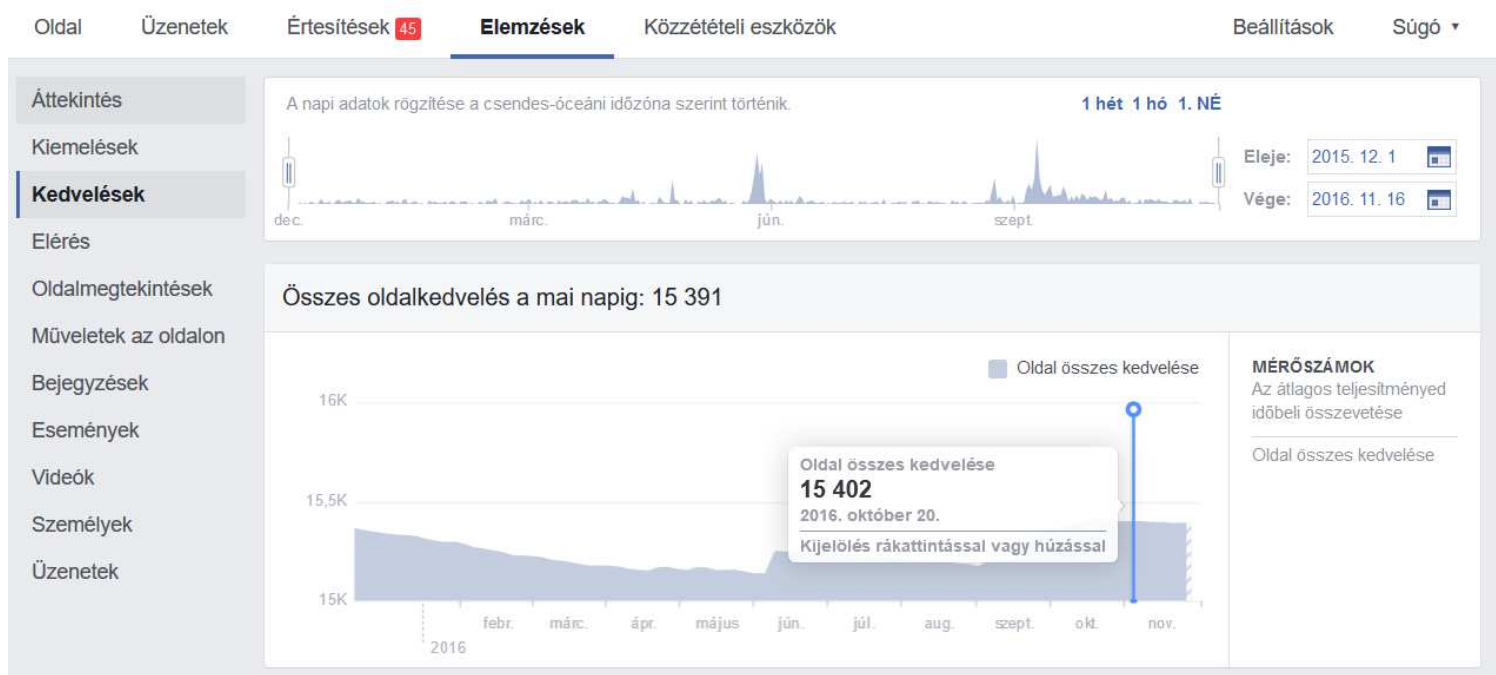 Oldal Üzenetek Értesítések 45 Elemzések Közzétételi eszközök Beállítások Súgó
Áttekintés
Kiemelések
Kedvelések
Elérés
Oldalmegtekintések
Műveletek az oldalon
Bejegyzések
Események
Videók
Személyek
Üzenetek
A napi adatok rögzítése a csendes-óceáni időzóna szerint történik. 1 hét 1 hó 1. NÉ
Eleje: 2015. 12. 1
Vége: 2016. 11. 16
dec. márc. jún. szept.
Összes oldalkedvelés a mai napig: 15 391
Oldal összes kedvelése
16K
15,5K
15K
Oldal összes kedvelése
15 402
2016. október 20.
Kijelölés rákattintással vagy húzással
febr. márc. ápr. május jún. júl. aug. szept. okt. nov.
2016
MÉRŐSZÁMOK
Az átlagos teljesítményed
időbeli összevetése
Oldal összes kedvelése